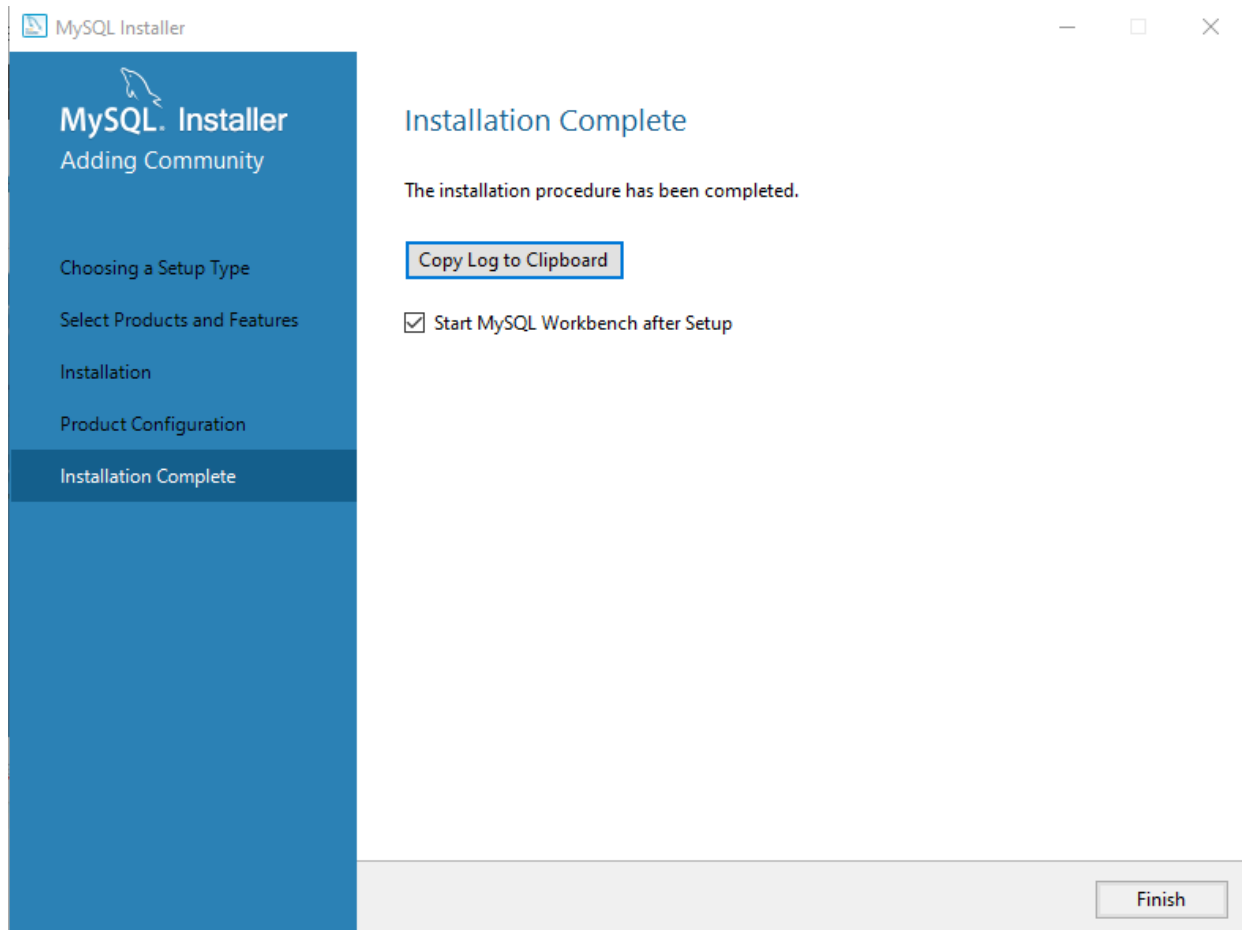 MySQL Installer
MySQL. Installer
Adding Community
Choosing a Setup Type
Select Products and Features
Installation
Product Configuration
Installation Complete
Installation Complete
The installation procedure has been completed.
Copy Log to Clipboard
Start MySQL Workbench after Setup
Finish